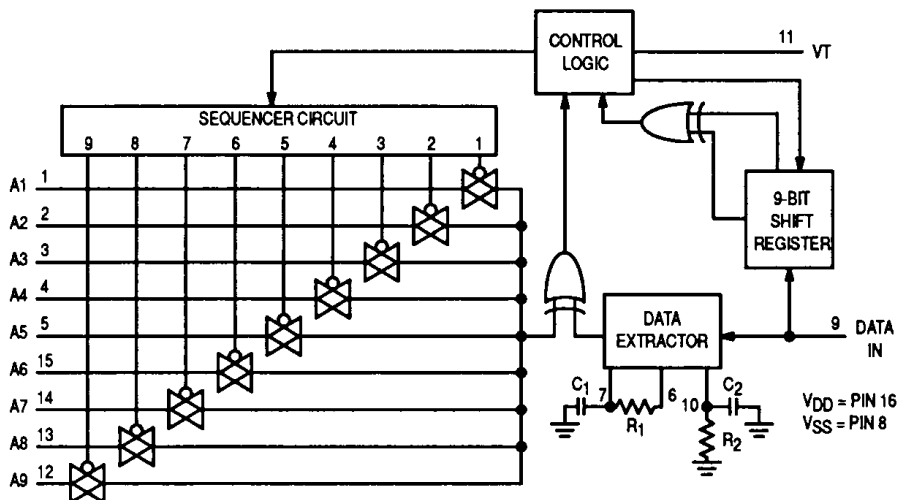 CONTROL
LOGIC
11
VT
SEQUENCER CIRCUIT
9 8 7 6 5 4 3 2 1
A1 1
A2 2
A3 3
A4 4
A5 5
A6 15
A7 14
A8 13
A9 12
9-BIT
SHIFT
REGISTER
DATA
EXTRACTOR
9
DATA
IN
C1 7 6 C2
R1
10
R2
VDD = PIN 16
VSS = PIN 8